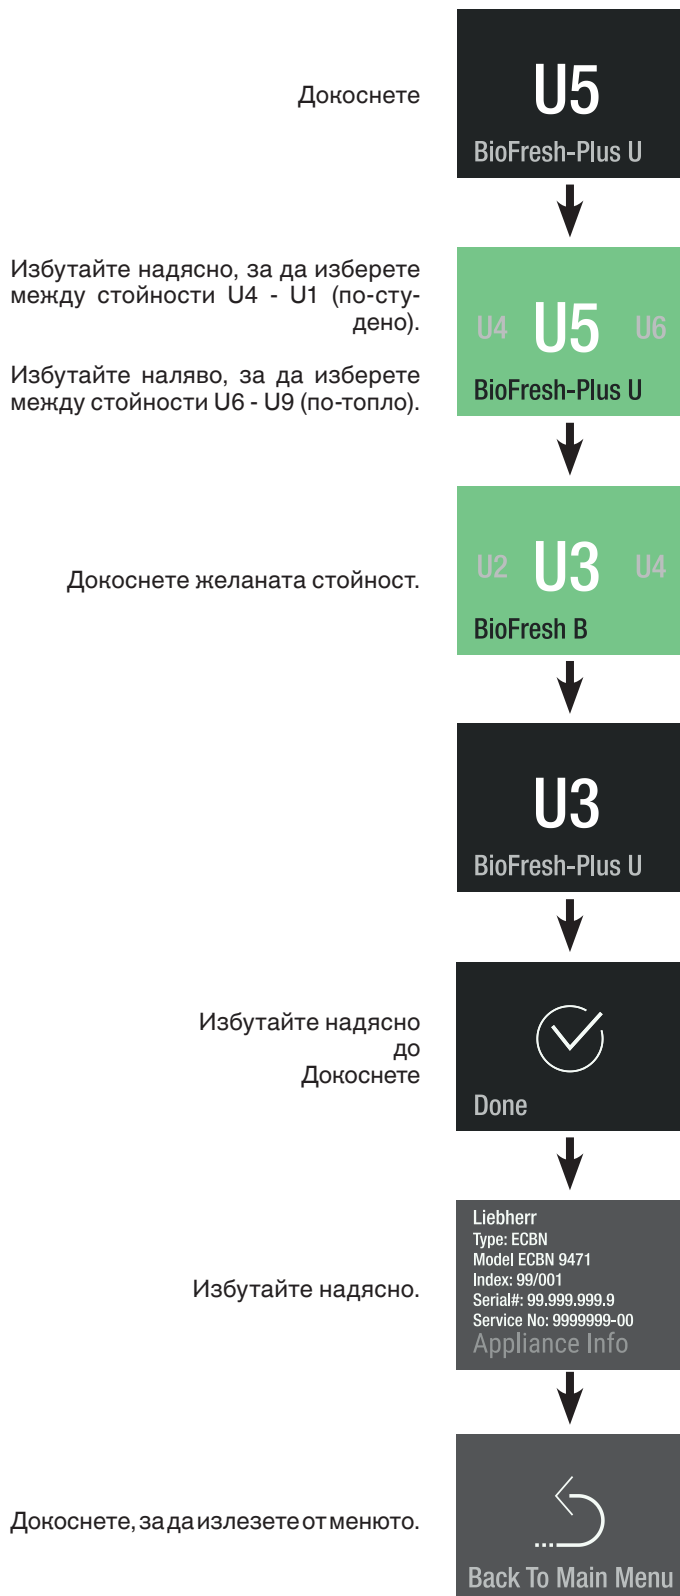 Докоснете
U5
BioFresh-Plus U
Избутайте надясно, за да изберете
между стойности U4 - U1 (по-сту-
дено).
Избутайте наляво, за да изберете
между стойности U6 - U9 (по-топло).
U4 U5 U6
BioFresh-Plus U
Докоснете желаната стойност.
U2 U3 U4
BioFresh B
U3
BioFresh-Plus U
Избутайте надясно
до
Докоснете
Done
Избутайте надясно.
Liebherr
Type: ECBN
Model ECBN 9471
Index: 99/001
Serial#: 99.999.999.9
Service No: 9999999-00
Appliance Info
Докоснете, за да излезете от менюто.
Back To Main Menu